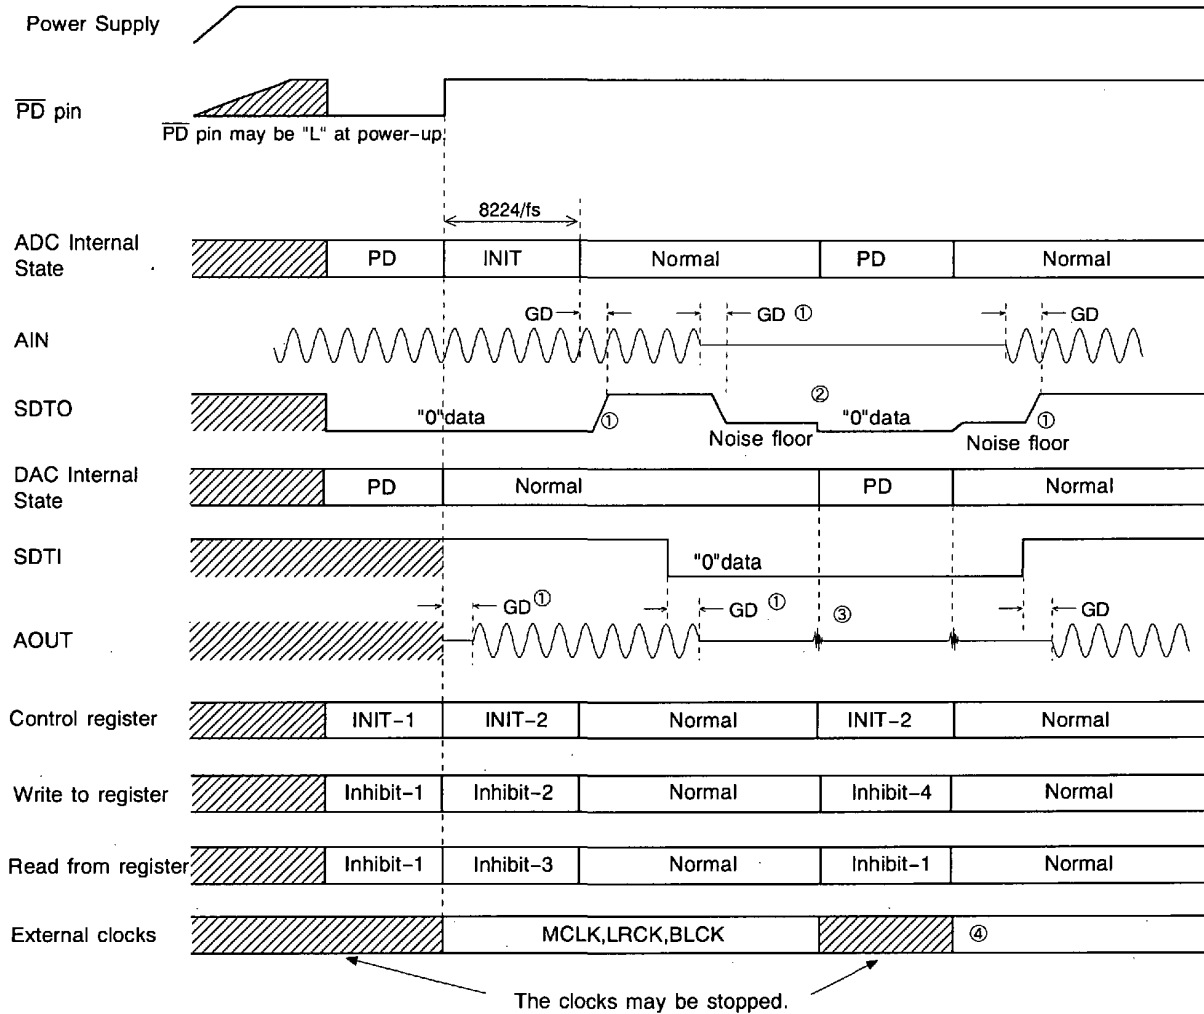 Power Supply
PD pin
PD pin may be "L" at power-up.
8224/fs
ADC Internal
State
PD
INIT
Normal
PD
Normal
GD
GD ①
GD
AIN
SDTO
"0"data
①
②
"0"data
①
Noise floor
Noise floor
DAC Internal
State
PD
Normal
PD
Normal
SDTI
"0"data
GD ①
GD ①
③
GD
AOUT
Control register
INIT-1
INIT-2
Normal
INIT-2
Normal
Write to register
Inhibit-1
Inhibit-2
Normal
Inhibit-4
Normal
Read from register
Inhibit-1
Inhibit-3
Normal
Inhibit-1
Normal
External clocks
MCLK,LRCK,BLCK
④
The clocks may be stopped.